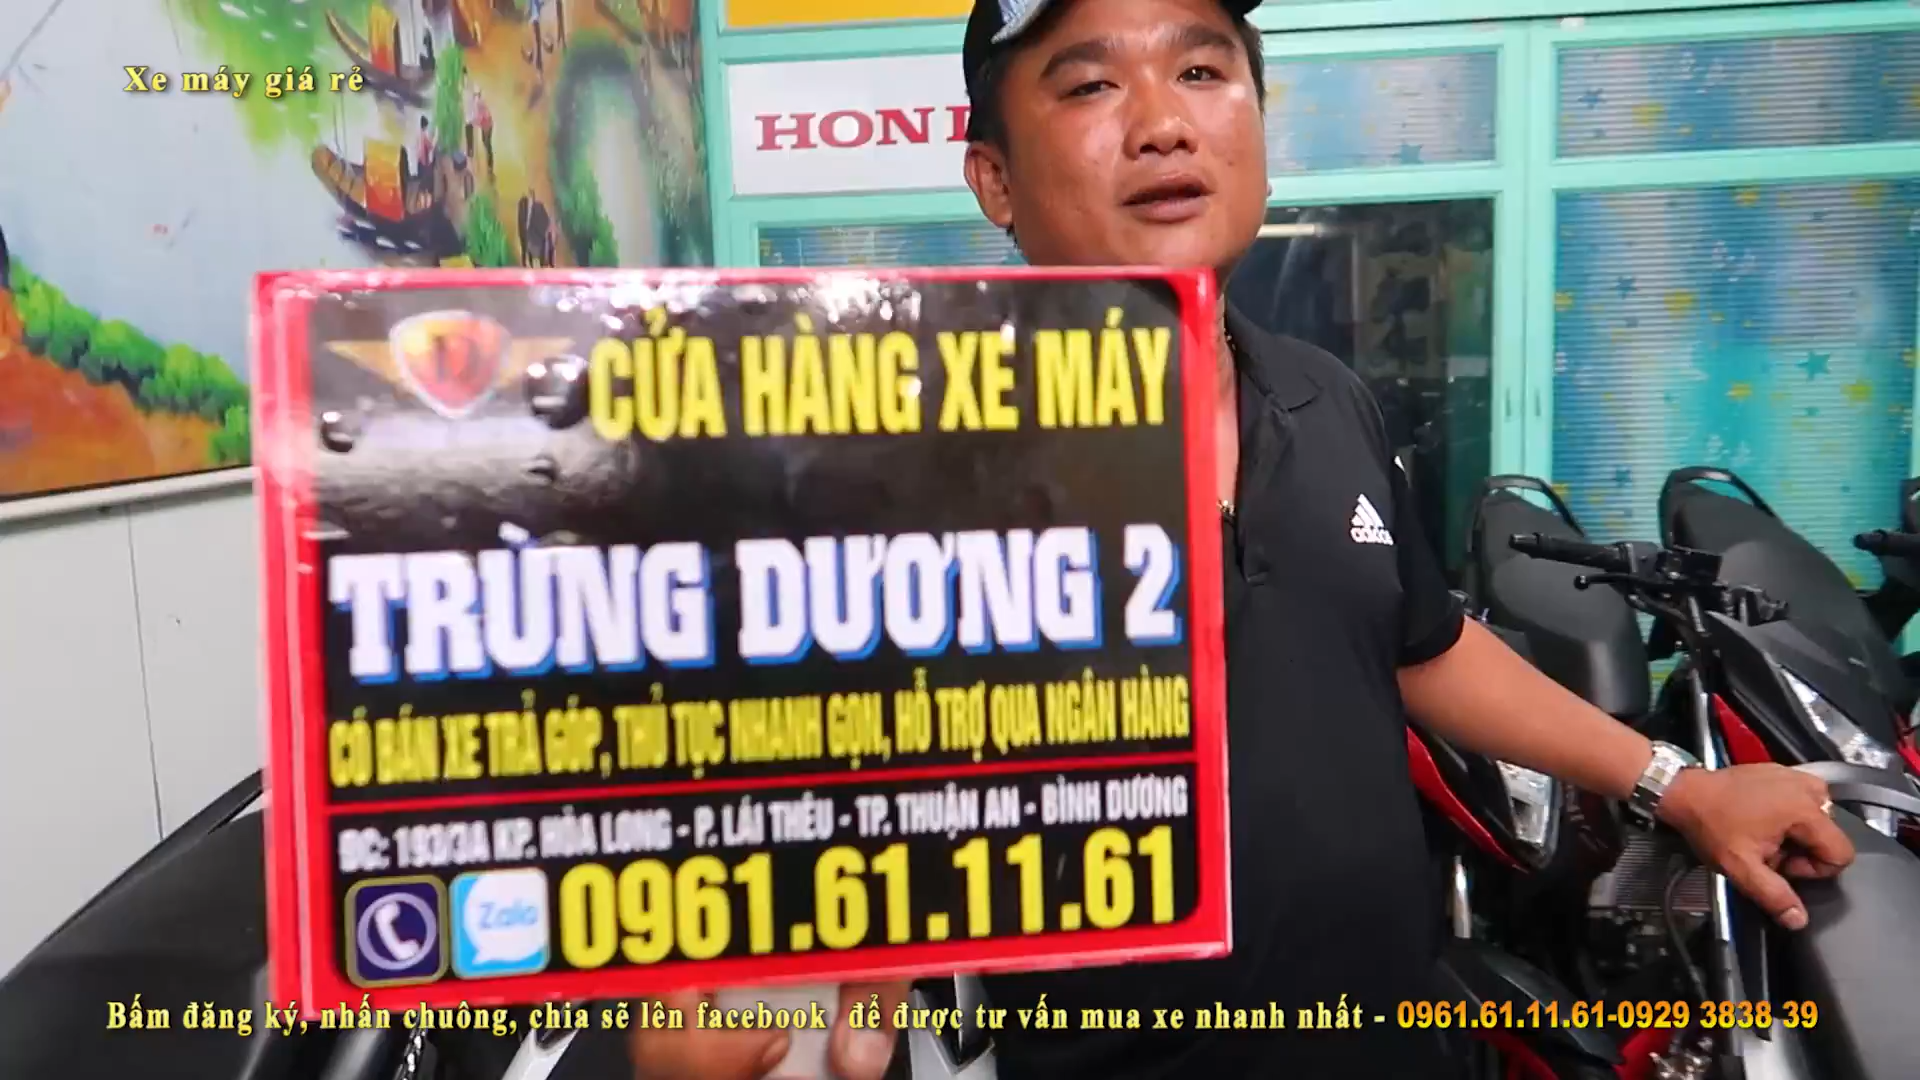 Xe máy giá rẻ
HON
CỬA HÀNG XE MÁY
TRÙNG DƯƠNG 2
CÓ BÁN XE TRẢ GÓP, THỦ TỤC NHANH GỌN, HỖ TRỢ QUA NGÂN HÀNG
ĐC: 193/3A KP. HÒA LONG - P. LÁI THÊU - TP. THUẬN AN - BÌNH DƯƠNG
Zalo 0961.61.11.61
adidas
Bấm đăng ký, nhấn chuông, chia sẽ lên facebook để được tư vấn mua xe nhanh nhất - 0961.61.11.61-0929 3838 39